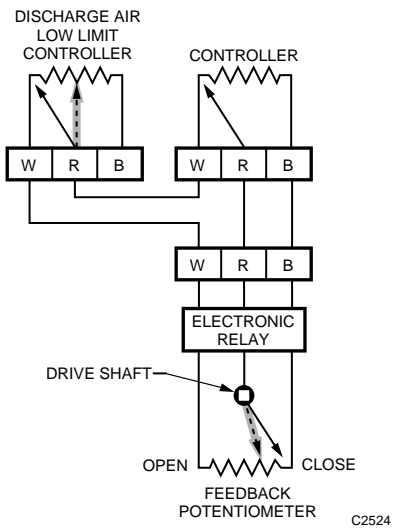 DISCHARGE AIR
LOW LIMIT
CONTROLLER
CONTROLLER
W R B
W R B
W R B
ELECTRONIC
RELAY
DRIVE SHAFT
OPEN
CLOSE
FEEDBACK
POTENTIOMETER
C2524